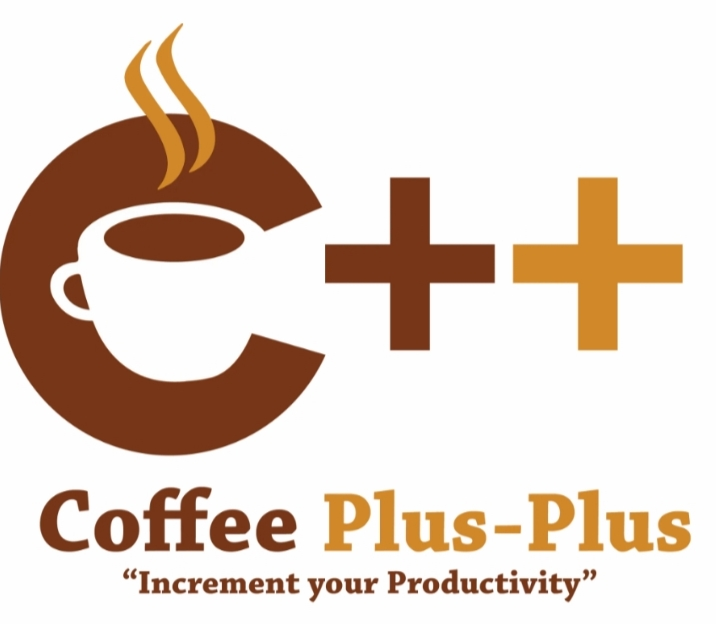 C++
Coffee Plus-Plus
“Increment your Productivity”